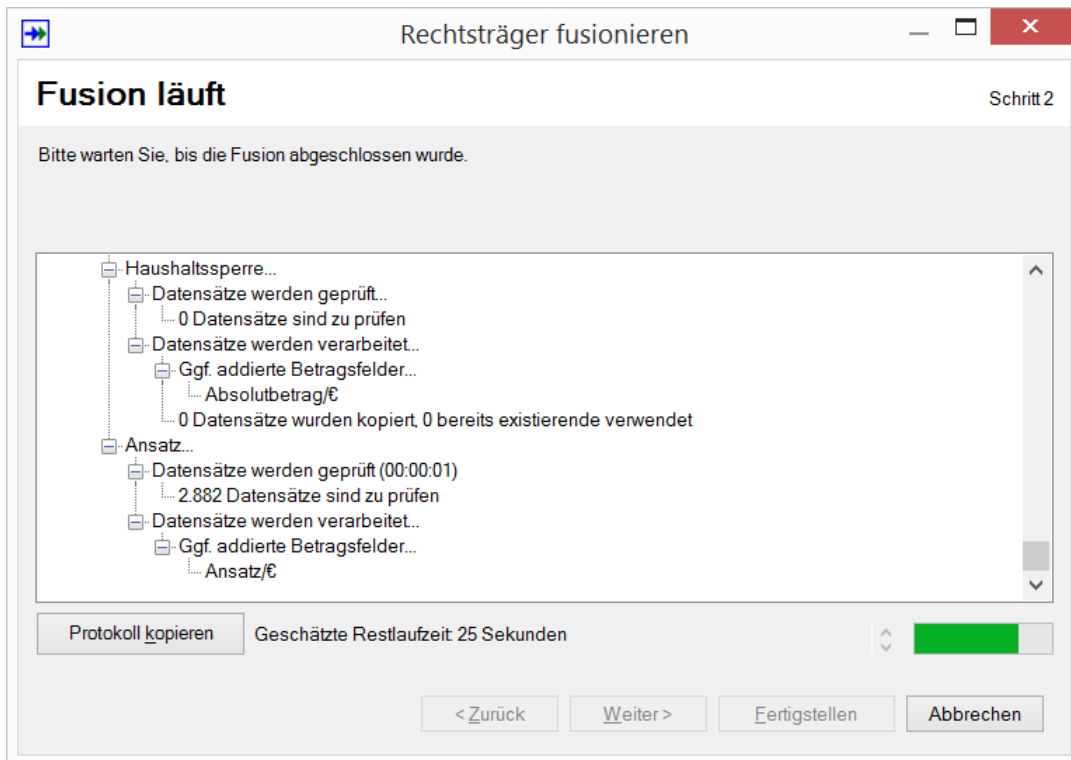 Rechtsträger fusionieren
Fusion läuft
Schritt 2
Bitte warten Sie, bis die Fusion abgeschlossen wurde.
Haushaltssperre...
Datensätze werden geprüft...
0 Datensätze sind zu prüfen
Datensätze werden verarbeitet...
Ggf. addierte Betragsfelder...
Absolutbetrag/€
0 Datensätze wurden kopiert, 0 bereits existierende verwendet
Ansatz...
Datensätze werden geprüft (00:00:01)
2.882 Datensätze sind zu prüfen
Datensätze werden verarbeitet...
Ggf. addierte Betragsfelder...
Ansatz/€
Protokoll kopieren Geschätzte Restlaufzeit: 25 Sekunden
< Zurück Weiter > Fertigstellen Abbrechen